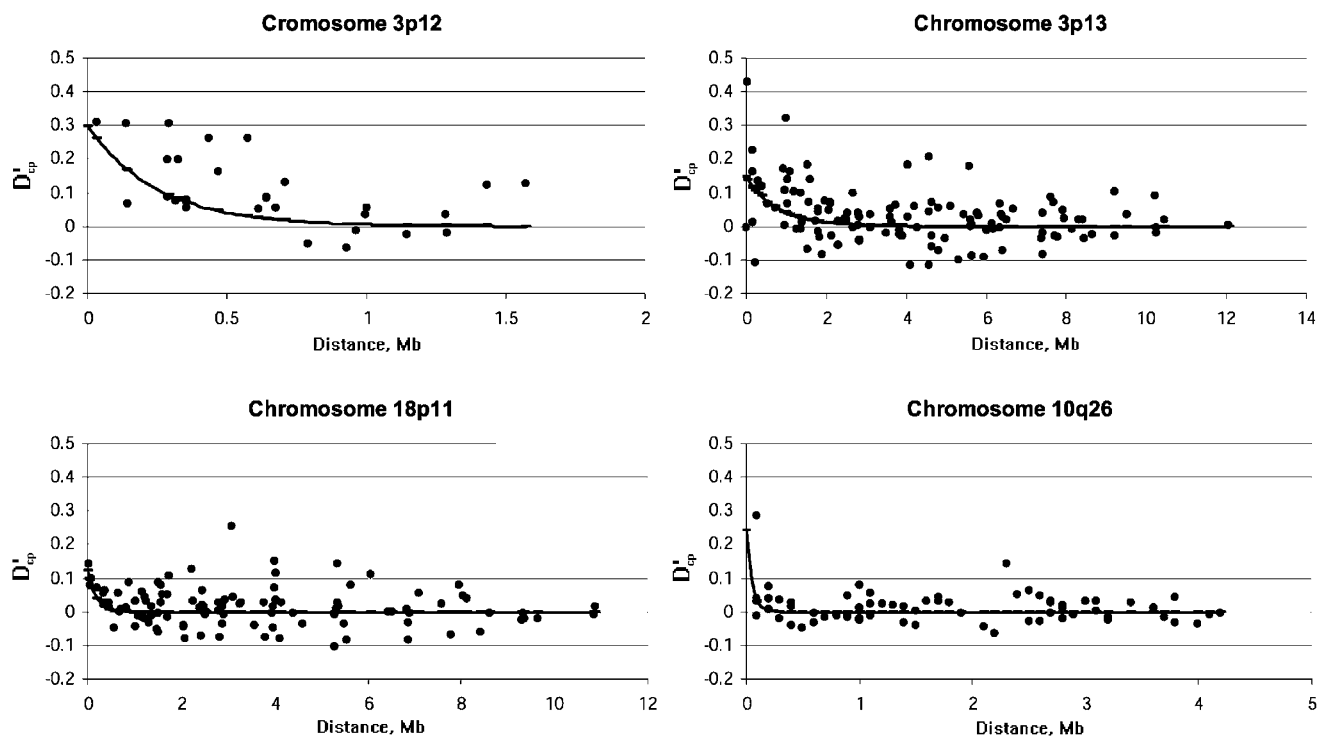 Cromosome 3p12
0.5
0.4
0.3
0.2
0.1
0
-0.1
-0.2
D'cp
0 0.5 1 1.5 2
Distance, Mb
Chromosome 3p13
0.5
0.4
0.3
0.2
0.1
0
-0.1
-0.2
D'cp
0 2 4 6 8 10 12 14
Distance, Mb
Chromosome 18p11
0.5
0.4
0.3
0.2
0.1
0
-0.1
-0.2
D'cp
0 2 4 6 8 10 12
Distance, Mb
Chromosome 10q26
0.5
0.4
0.3
0.2
0.1
0
-0.1
-0.2
D'cp
0 1 2 3 4 5
Distance, Mb